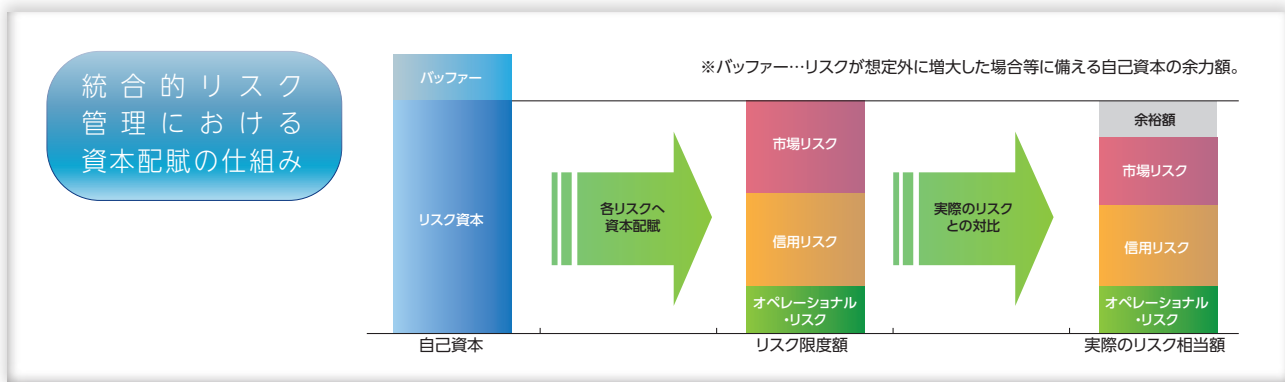 統合的リスク
管理における
資本配賦の仕組み
※バッファー…リスクが想定外に増大した場合等に備える自己資本の余力額。
バッファー
リスク資本
自己資本
各リスクへ
資本配賦
市場リスク
信用リスク
オペレーショナル
・リスク
リスク限度額
実際のリスク
との対比
余裕額
市場リスク
信用リスク
オペレーショナル
・リスク
実際のリスク相当額